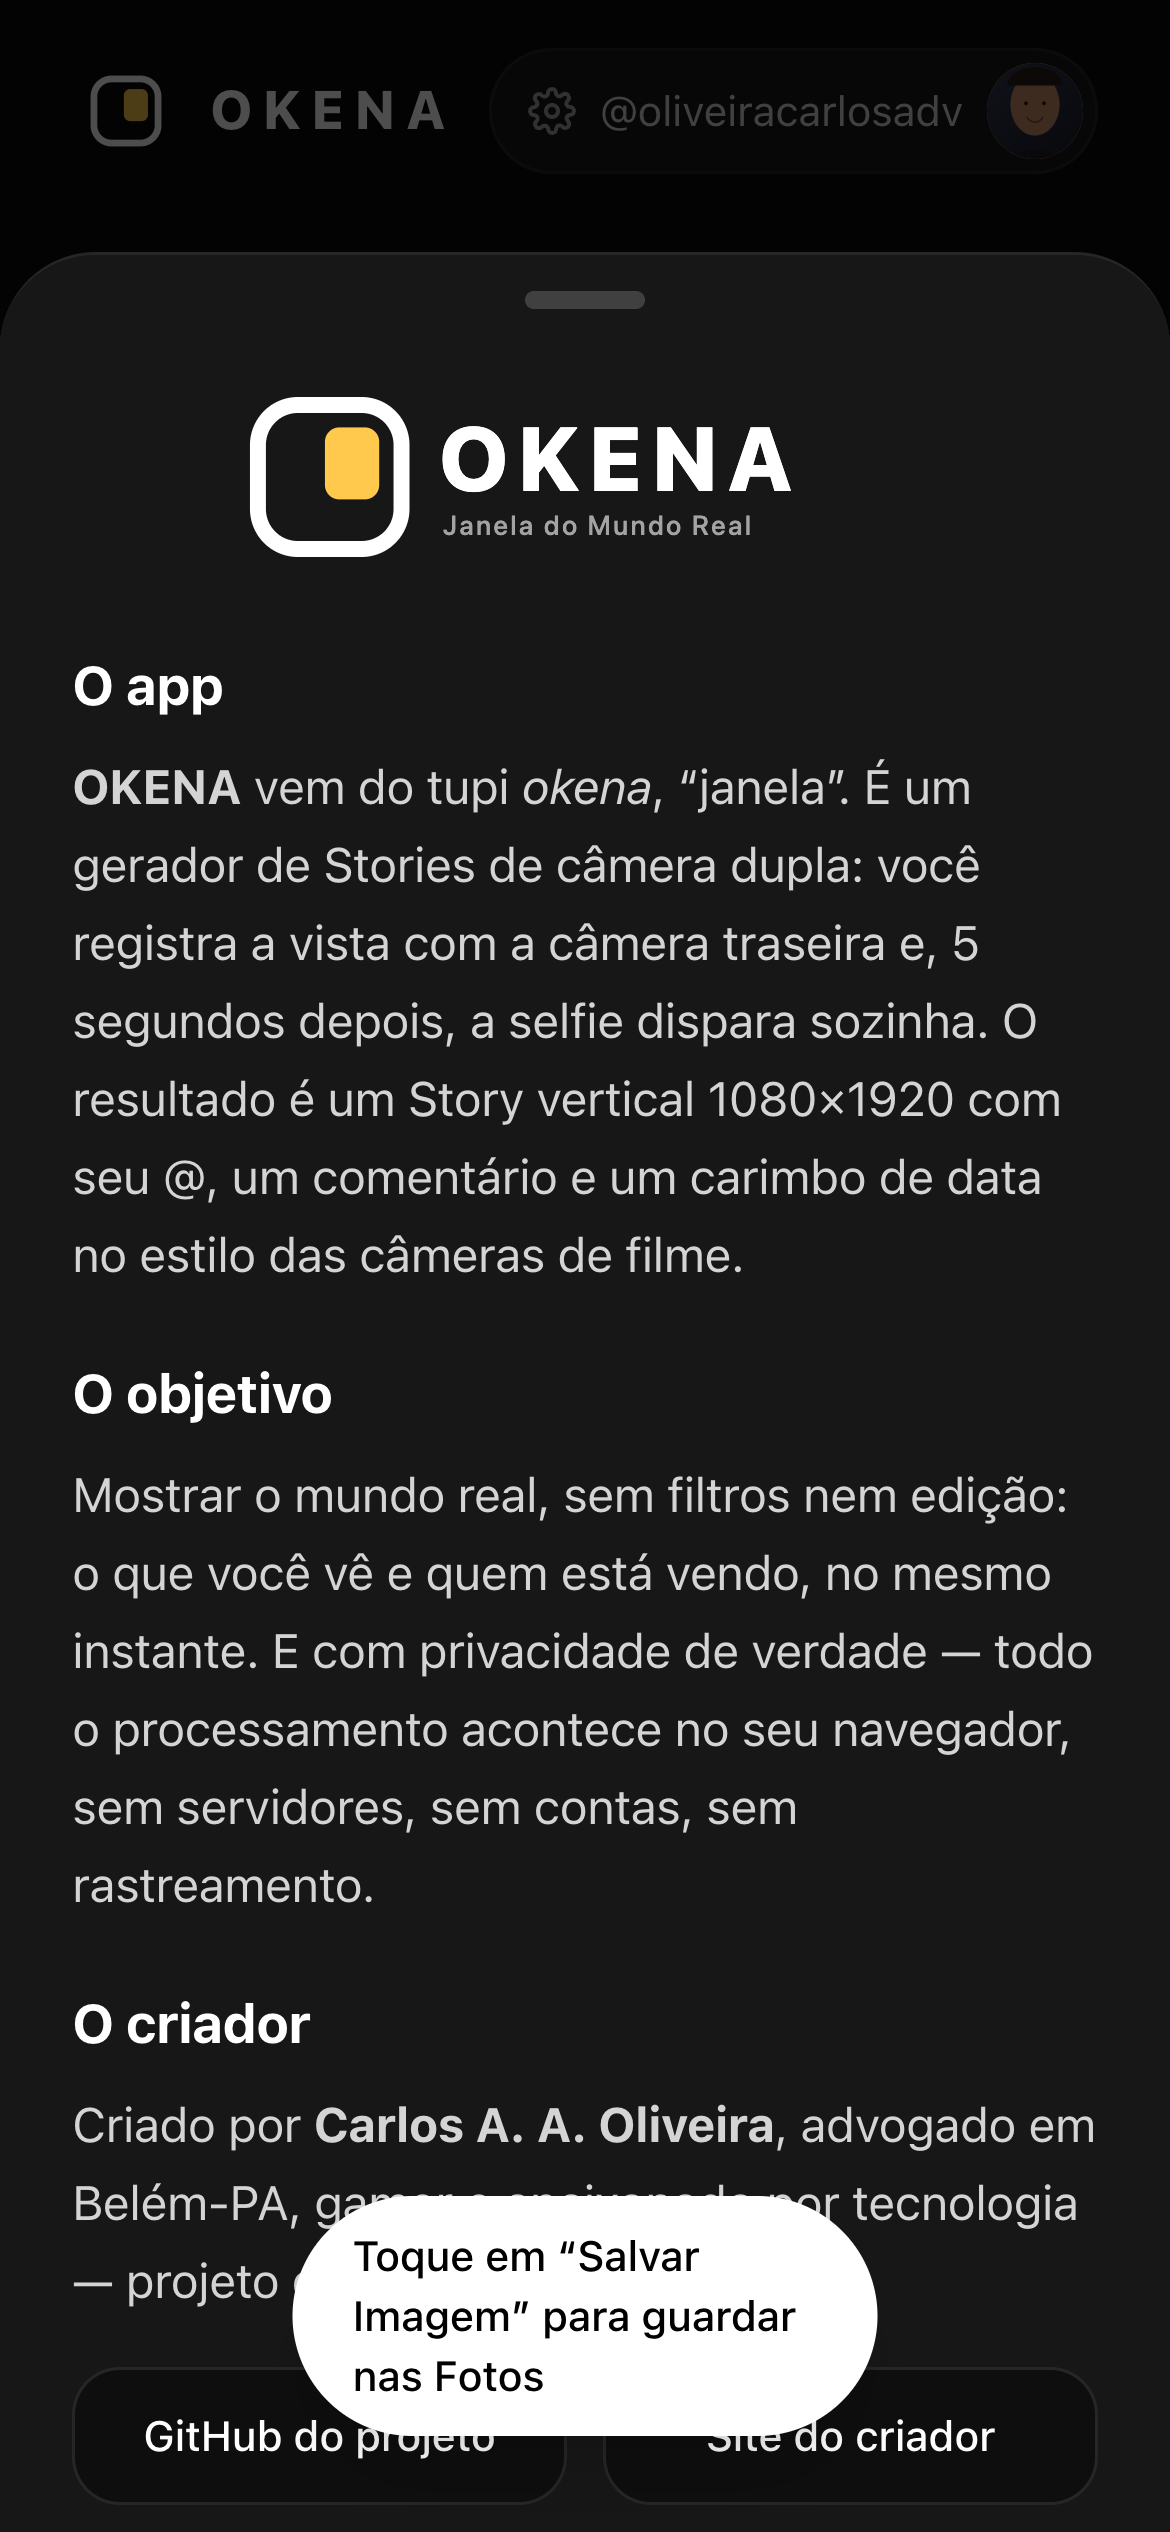 OKENA
@oliveiracarlosadv
OKENA
Janela do Mundo Real
O app
OKENA vem do tupi okena, “janela”. É um
gerador de Stories de câmera dupla: você
registra a vista com a câmera traseira e, 5
segundos depois, a selfie dispara sozinha. O
resultado é um Story vertical 1080×1920 com
seu @, um comentário e um carimbo de data
no estilo das câmeras de filme.
O objetivo
Mostrar o mundo real, sem filtros nem edição:
o que você vê e quem está vendo, no mesmo
instante. E com privacidade de verdade — todo
o processamento acontece no seu navegador,
sem servidores, sem contas, sem
rastreamento.
O criador
Criado por Carlos A. A. Oliveira, advogado em
Belém-PA, gamer e apaixonado por tecnologia
— projeto
Toque em “Salvar
Imagem” para guardar
nas Fotos
GitHub do projeto
Site do criador